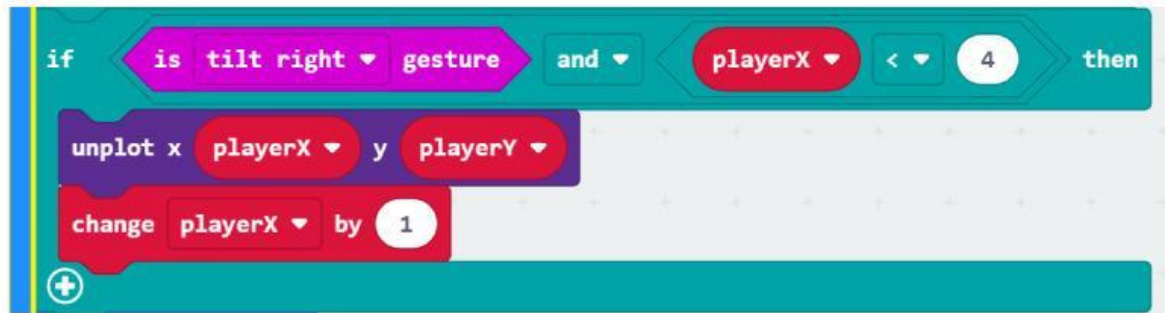 if is tilt right gesture and playerX < 4 then
unplot x playerX y playerY
change playerX by 1